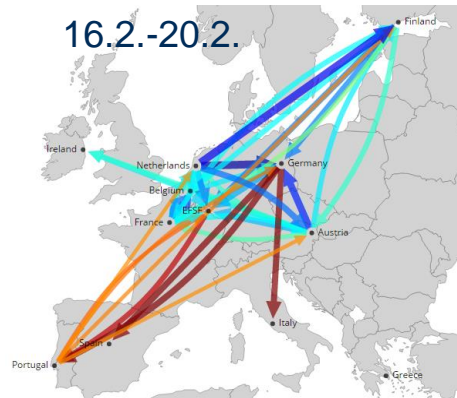 16.2.-20.2.
Finland
Ireland
Netherlands
Germany
Belgium
EFSF
France
Austria
Italy
Spain
Portugal
Greece